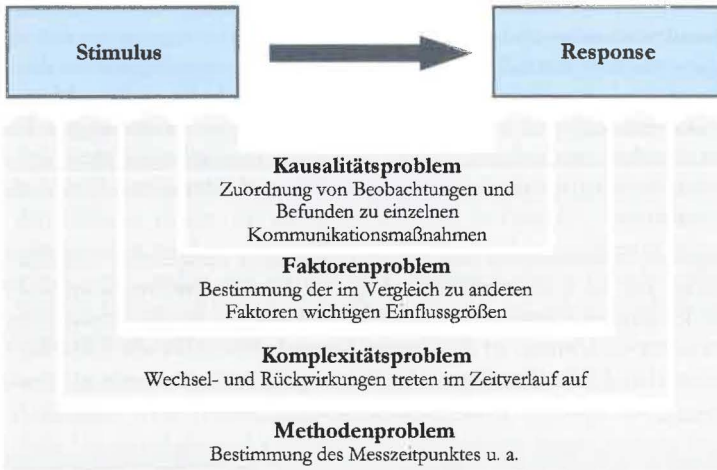 Stimulus
Response
Kausalitätsproblem
Zuordnung von Beobachtungen und
Befunden zu einzelnen
Kommunikationsmaßnahmen
Faktorenproblem
Bestimmung der im Vergleich zu anderen
Faktoren wichtigen Einflussgrößen
Komplexitätsproblem
Wechsel- und Rückwirkungen treten im Zeitverlauf auf
Methodenproblem
Bestimmung des Messzeitpunktes u. a.